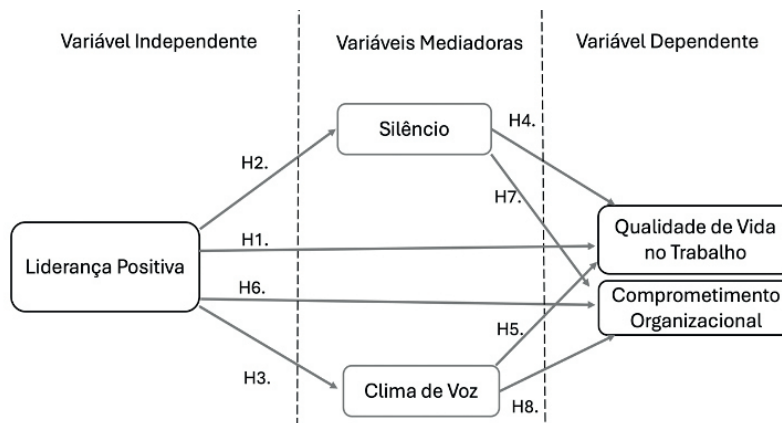 Variável Independente
Variáveis Mediadoras
Variável Dependente
Silêncio
H4.
H2.
H7.
Qualidade de Vida
no Trabalho
H1.
Liderança Positiva
H6.
Comprometimento
Organizacional
H5.
H3.
Clima de Voz
H8.